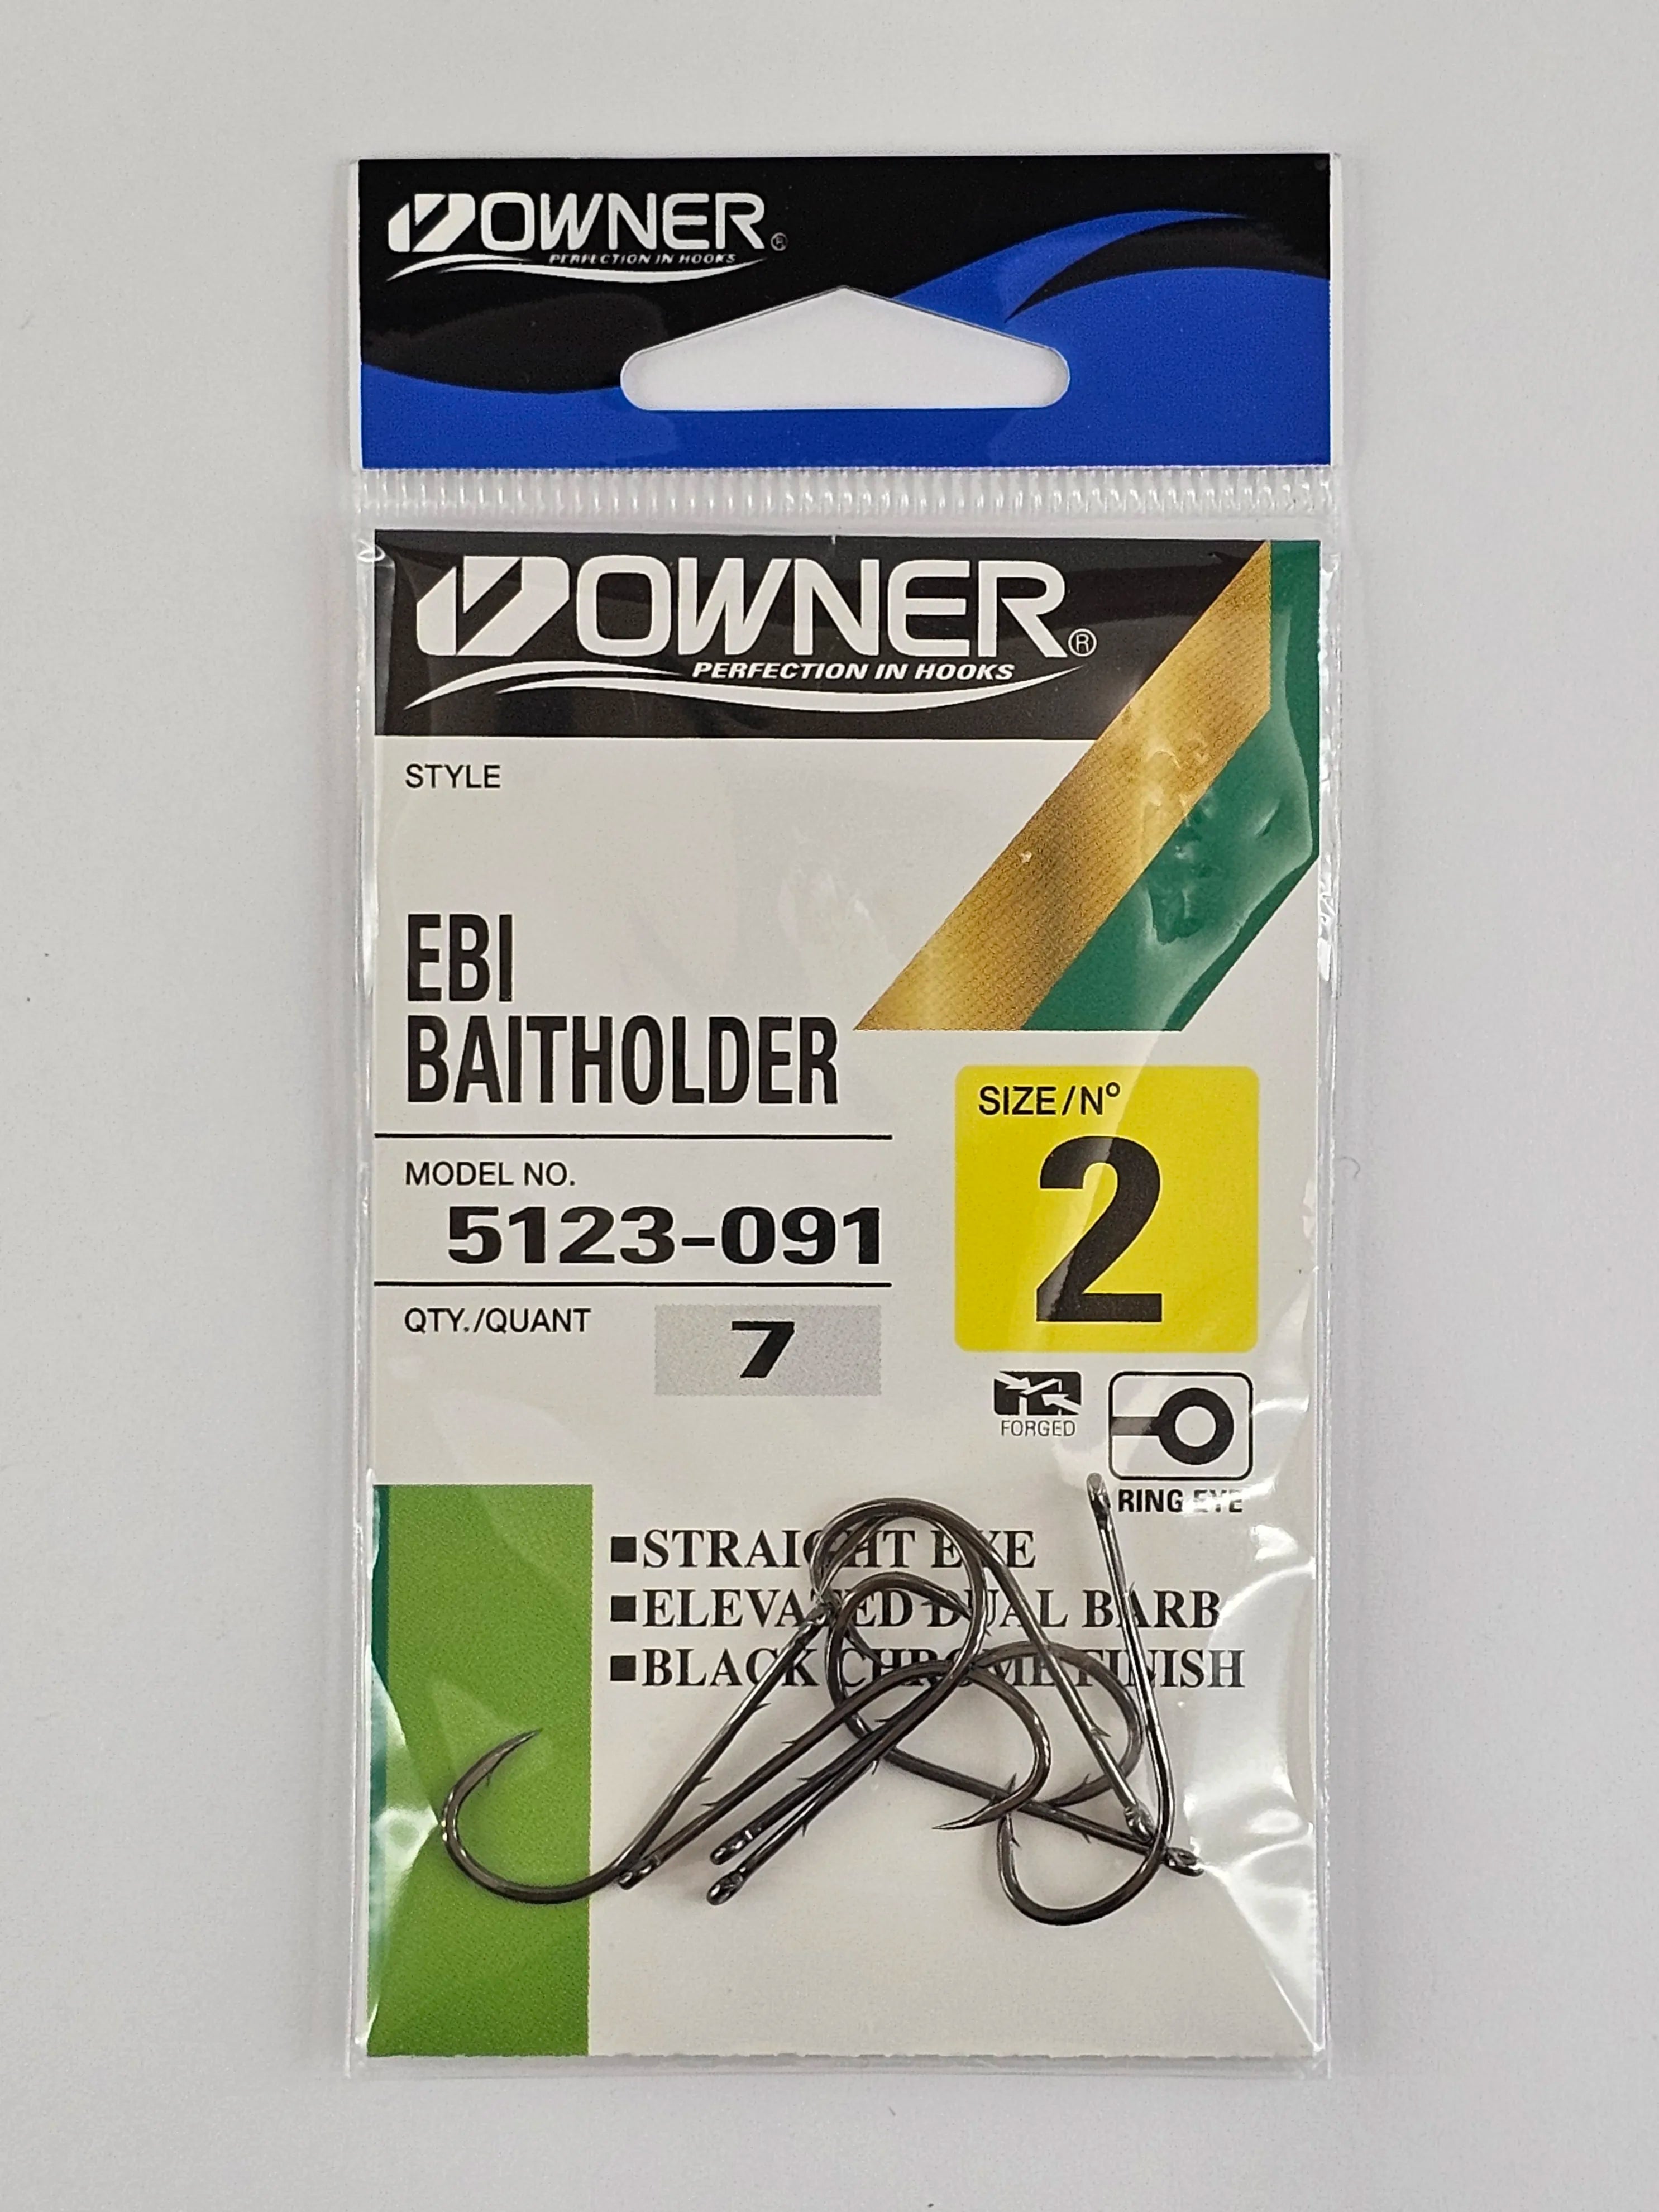 OWNER®
PERFECTION IN HOOKS
OWNER®
PERFECTION IN HOOKS
STYLE
EBI
BAITHOLDER
SIZE/Nº
2
MODEL NO.
5123-091
QTY./QUANT 7
FORGED
RING EYE
■STRAIGHT EYE
■ELEVATED DUAL BARB
■BLACK CHROME FINISH